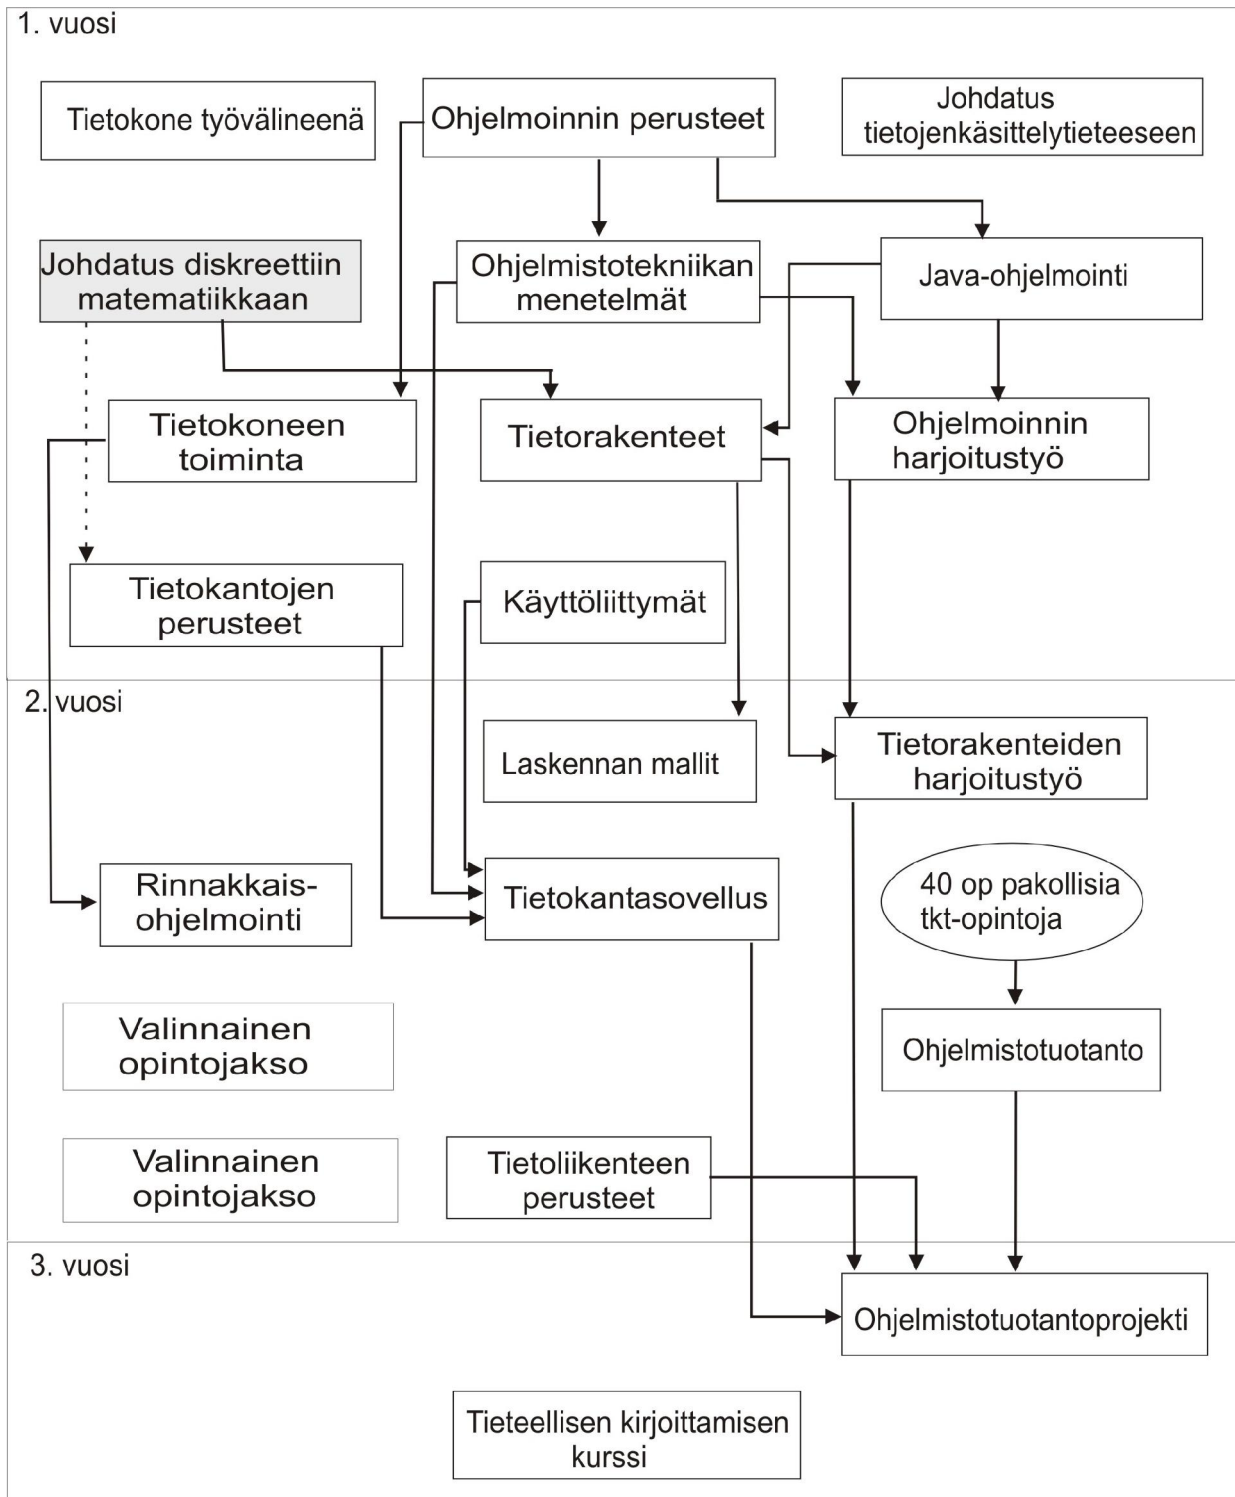 1. vuosi
Tietokone työvälineenä
Ohjelmoinnin perusteet
Johdatus
tietojenkäsittelytieteeseen
Johdatus diskreettiin
matematiikkaan
Ohjelmistotekniikan
menetelmät
Java-ohjelmointi
Tietokoneen
toiminta
Tietorakenteet
Ohjelmoinnin
harjoitustyö
Tietokantojen
perusteet
Käyttöliittymät
2. vuosi
Laskennan mallit
Tietorakenteiden
harjoitustyö
Rinnakkais-
ohjelmointi
Tietokantasovellus
40 op pakollisia
tkt-opintoja
Valinnainen
opintojakso
Ohjelmistotuotanto
Valinnainen
opintojakso
Tietoliikenteen
perusteet
3. vuosi
Ohjelmistotuotantoprojekti
Tieteellisen kirjoittamisen
kurssi